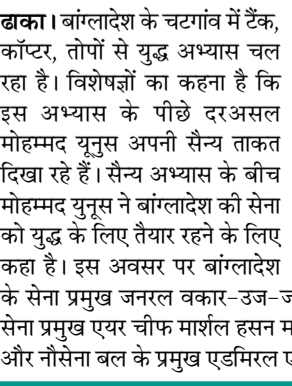 ढाका। बांग्लादेश के चटगांव में टैंक,
कॉप्टर, तोपों से युद्ध अभ्यास चल
रहा है। विशेषज्ञों का कहना है कि
इस अभ्यास के पीछे दरअसल
मोहम्मद यूनुस अपनी सैन्य ताकत
दिखा रहे हैं। सैन्य अभ्यास के बीच
मोहम्मद युनूस ने बांग्लादेश की सेना
को युद्ध के लिए तैयार रहने के लिए
कहा है। इस अवसर पर बांग्लादेश
के सेना प्रमुख जनरल वकार-उज-ज
सेना प्रमुख एयर चीफ मार्शल हसन म
और नौसेना बल के प्रमुख एडमिरल ए